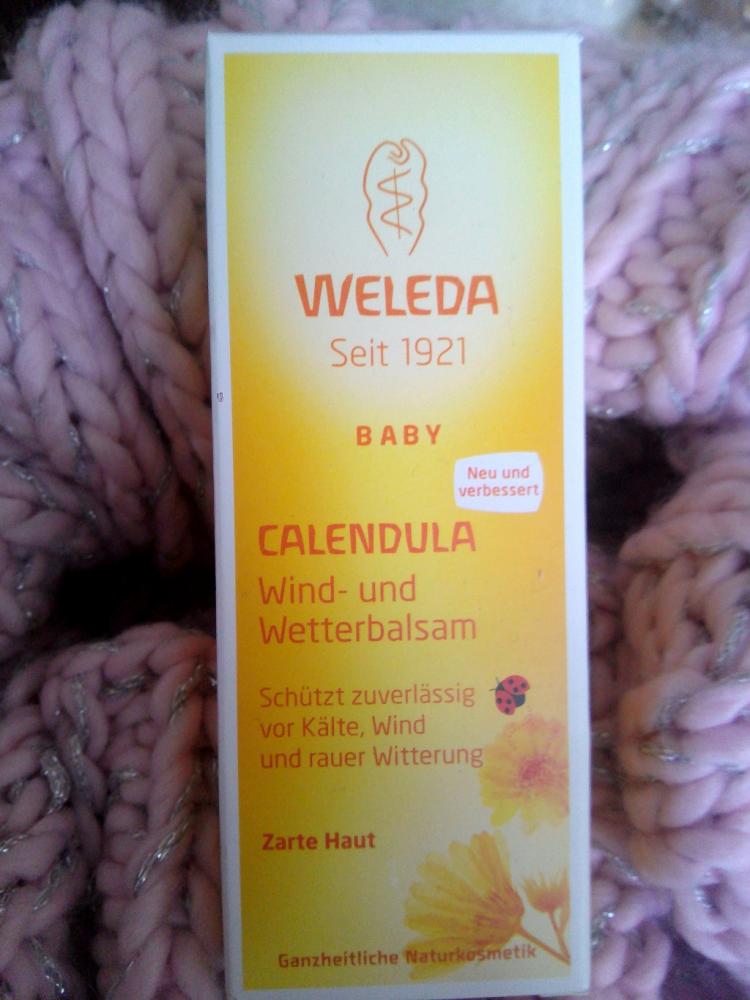 WELEDA
Seit 1921
BABY
Neu und
verbessert
CALENDULA
Wind- und
Wetterbalsam
Schützt zuverlässig
vor Kälte, Wind
und rauer Witterung
Zarte Haut
Ganzheitliche Naturkosmetik